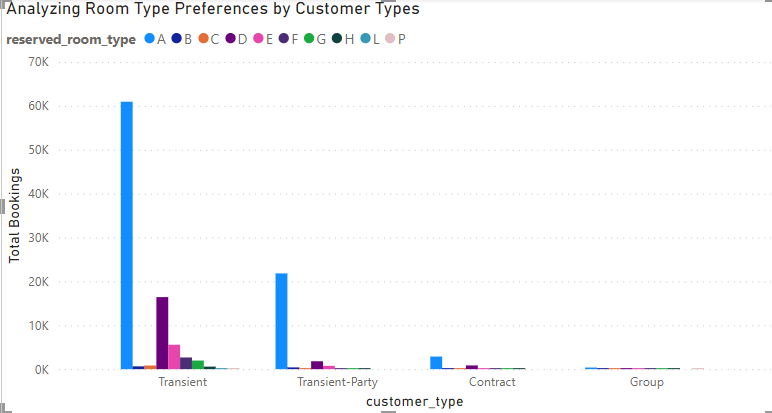 Analyzing Room Type Preferences by Customer Types
reserved_room_type A B C D E F G H L P
70K
60K
50K
40K
30K
20K
10K
0K
Total Bookings
Transient Transient-Party Contract Group
customer_type